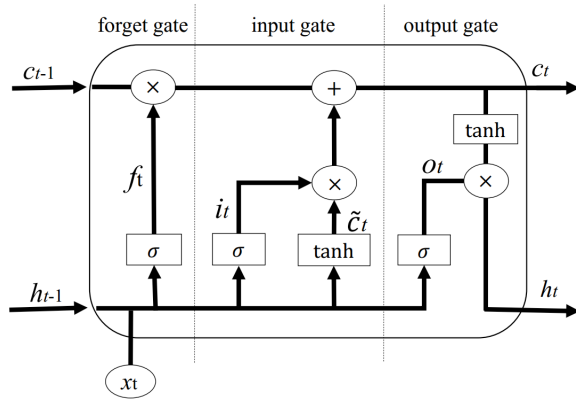 forget gate input gate output gate
cₜ₋₁ × + cₜ
tanh
fₜ iₜ × c̃ₜ oₜ ×
σ σ tanh σ
hₜ₋₁ hₜ
xₜ